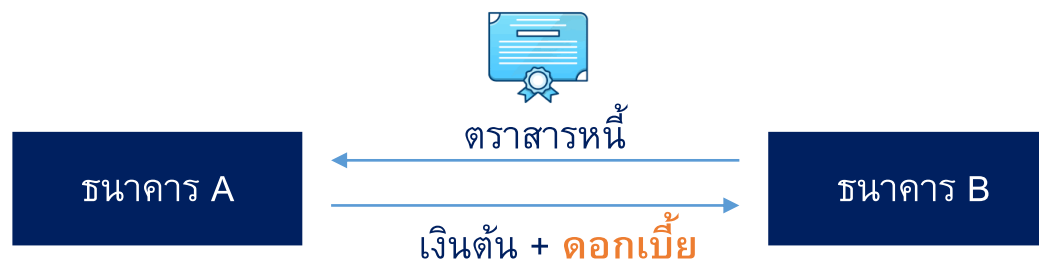 ตราสารหนี้
ธนาคาร A
ธนาคาร B
เงินต้น + ดอกเบี้ย